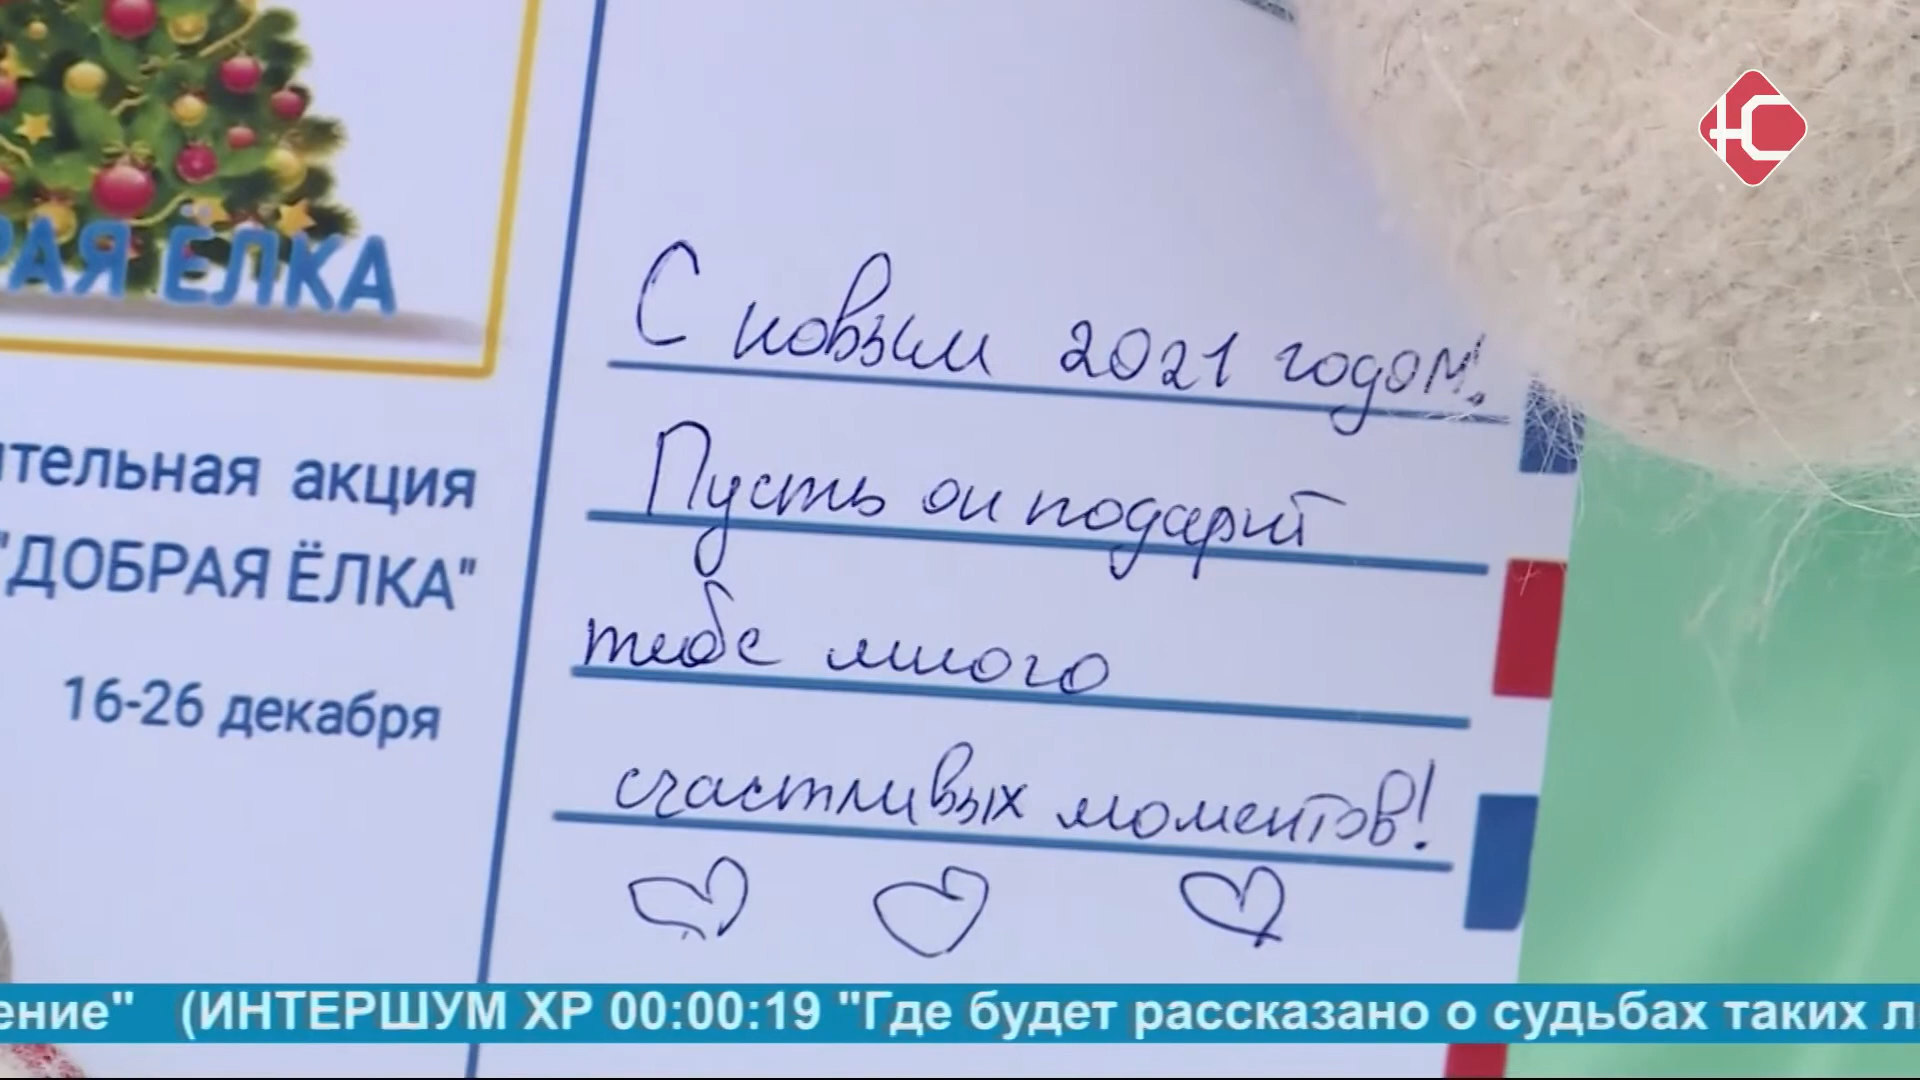 РАЯ ЁЛКА
тельная акция
"ДОБРАЯ ЁЛКА"
16-26 декабря
С новым 2021 годом.
Пусть он подарит
тебе много
счастливых моментов!
ение" (ИНТЕРШУМ ХР 00:00:19 "Где будет рассказано о судьбах таких л